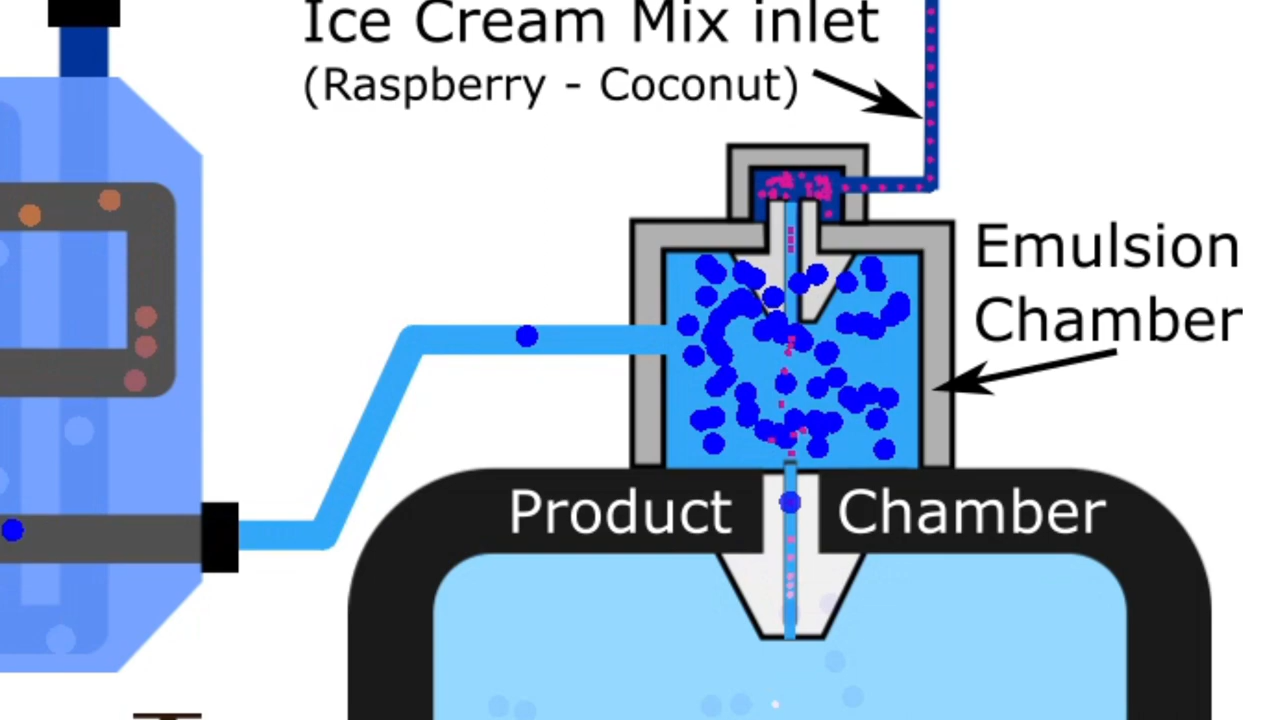 Ice Cream Mix inlet
(Raspberry - Coconut)
Emulsion
Chamber
Product Chamber